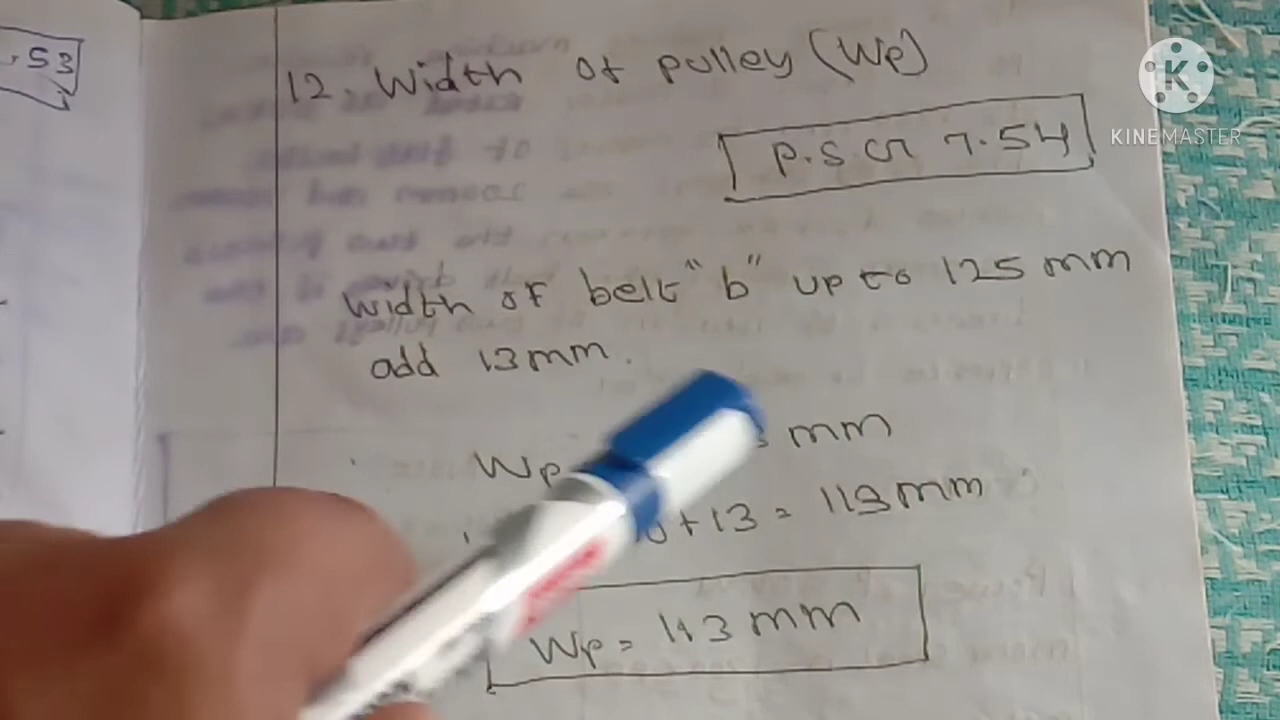 .53
12. Width of pulley (Wp)
KINEMASTER
P.S G 7.54
Width of belt "b" up to 125 mm
add 13mm.
Wp mm
+13 = 113mm
Wp = 113 mm